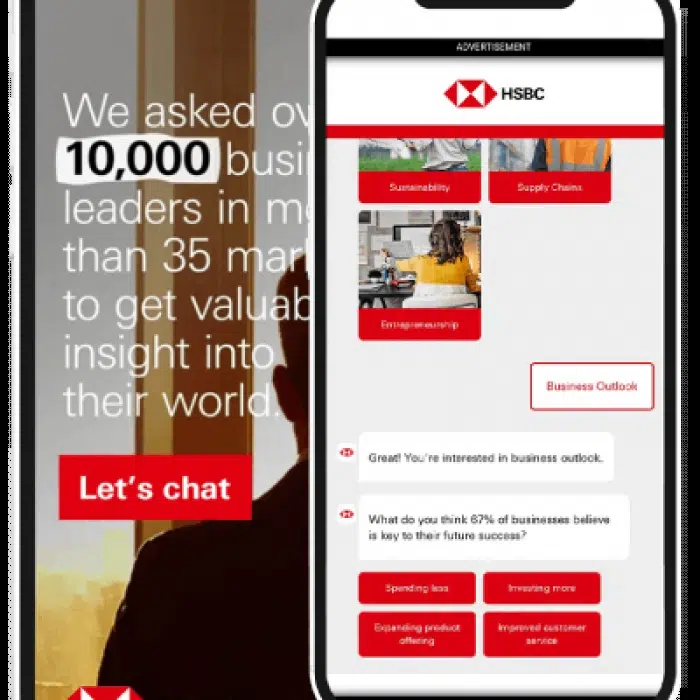 We asked ov
10,000 busi
leaders in m
than 35 mar
to get valuab
insight into
their world.
Let's chat
ADVERTISEMENT
HSBC
Sustainability
Supply Chains
Entrepreneurship
Business Outlook
Great! You're interested in business outlook.
What do you think 67% of businesses believe
is key to their future success?
Spending less
Investing more
Expanding product
offering
Improved customer
service